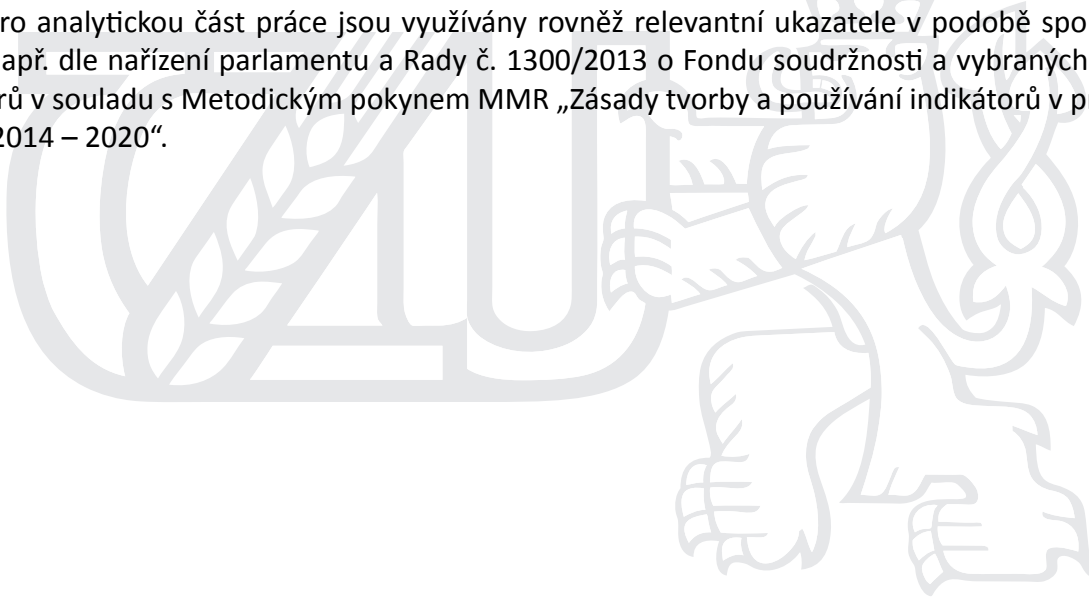 ro analytickou část práce jsou využívány rovněž relevantní ukazatele v podobě spo
apř. dle nařízení parlamentu a Rady č. 1300/2013 o Fondu soudržnosti a vybraných
rů v souladu s Metodickým pokynem MMR „Zásady tvorby a používání indikátorů v p
2014 – 2020“.
ČZU